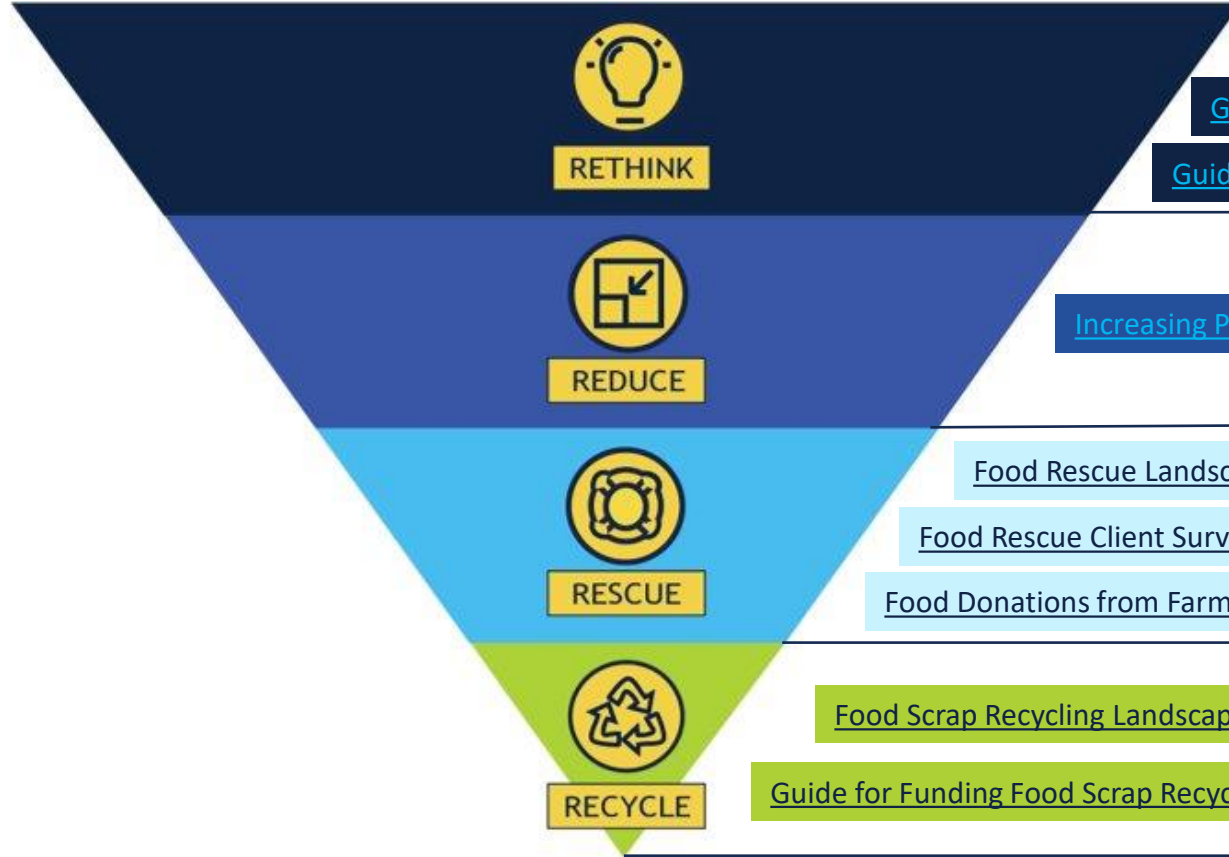 RETHINK
Guid
REDUCE
Increasing P
Food Rescue Landsc
RESCUE
Food Rescue Client Surv
Food Donations from Farm
RECYCLE
Food Scrap Recycling Landscap
Guide for Funding Food Scrap Recyc